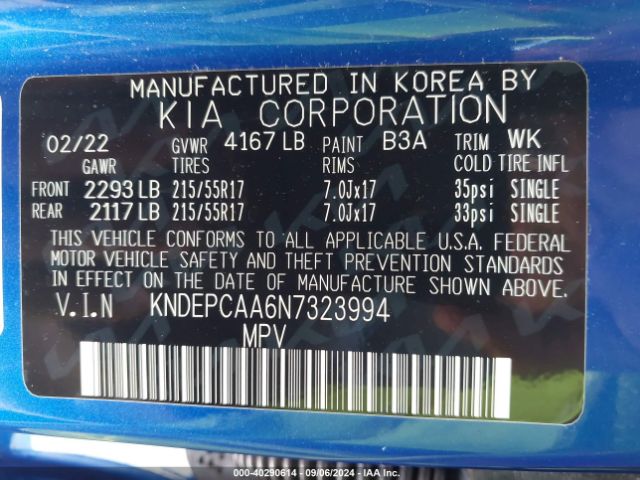 MANUFACTURED IN KOREA BY
KIA CORPORATION
02/22 GVWR 4167 LB PAINT B3A TRIM WK
GAWR TIRES RIMS COLD TIRE INFL
FRONT 2293 LB 215/55R17 7.0Jx17 35psi SINGLE
REAR 2117 LB 215/55R17 7.0Jx17 33psi SINGLE
THIS VEHICLE CONFORMS TO ALL APPLICABLE U.S.A. FEDERAL
MOTOR VEHICLE SAFETY AND THEFT PREVENTION STANDARDS
IN EFFECT ON THE DATE OF MANUFACTURE SHOWN ABOVE.
V.I.N KNDEPCAA6N7323994
MPV
000-40290614 - 09/06/2024 - IAA Inc.